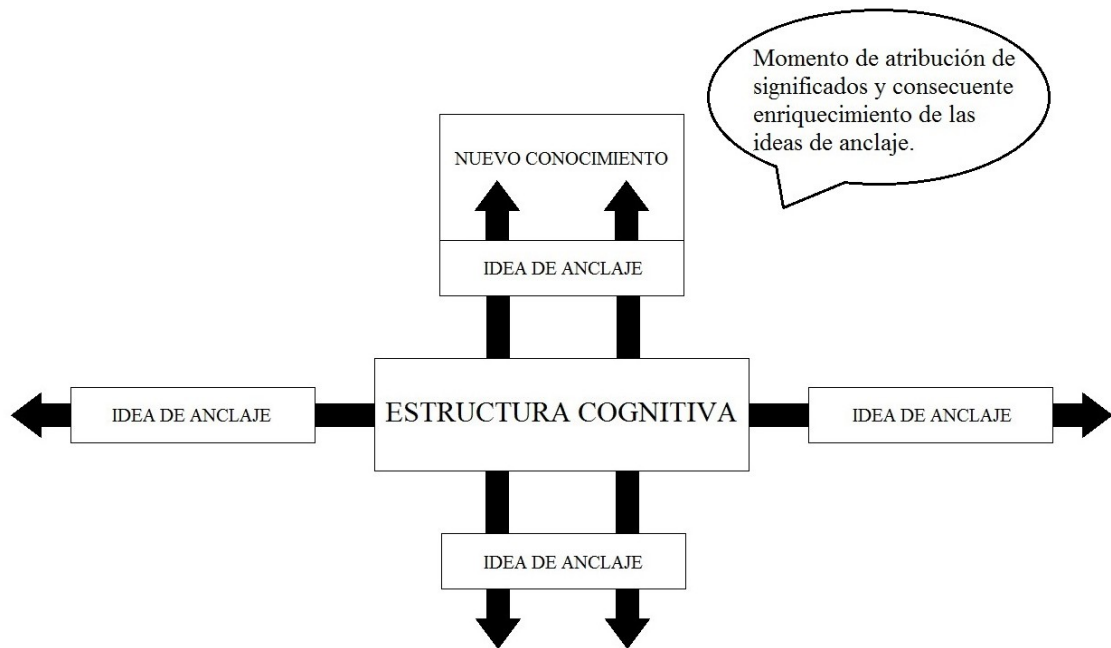 Momento de atribución de
significados y consecuente
enriquecimiento de las
ideas de anclaje.
NUEVO CONOCIMIENTO
IDEA DE ANCLAJE
IDEA DE ANCLAJE
ESTRUCTURA COGNITIVA
IDEA DE ANCLAJE
IDEA DE ANCLAJE